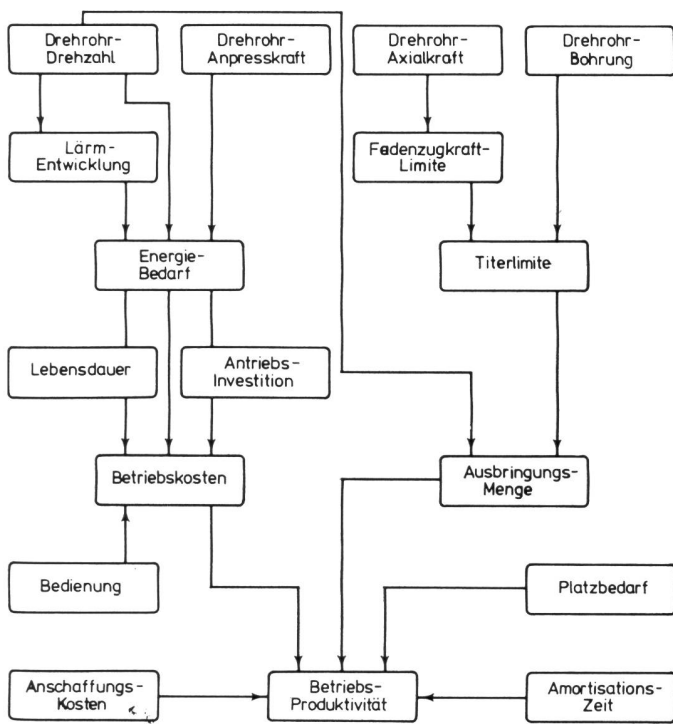 Drehrohr-
Drehzahl
Drehrohr-
Anpresskraft
Drehrohr-
Axialkraft
Drehrohr-
Bohrung
Lärm-
Entwicklung
Fadenzugkraft-
Limite
Energie-
Bedarf
Titerlimite
Lebensdauer
Antriebs-
Investition
Betriebskosten
Ausbringungs-
Menge
Bedienung
Platzbedarf
Anschaffungs-
Kosten
Betriebs-
Produktivität
Amortisations-
Zeit